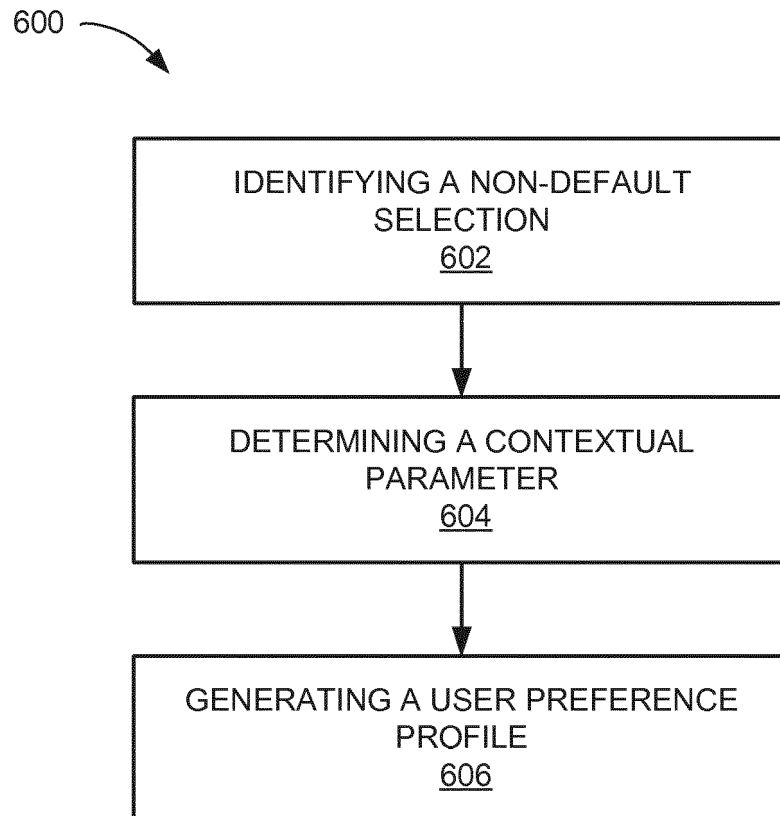 600
IDENTIFYING A NON-DEFAULT
SELECTION
602
DETERMINING A CONTEXTUAL
PARAMETER
604
GENERATING A USER PREFERENCE
PROFILE
606